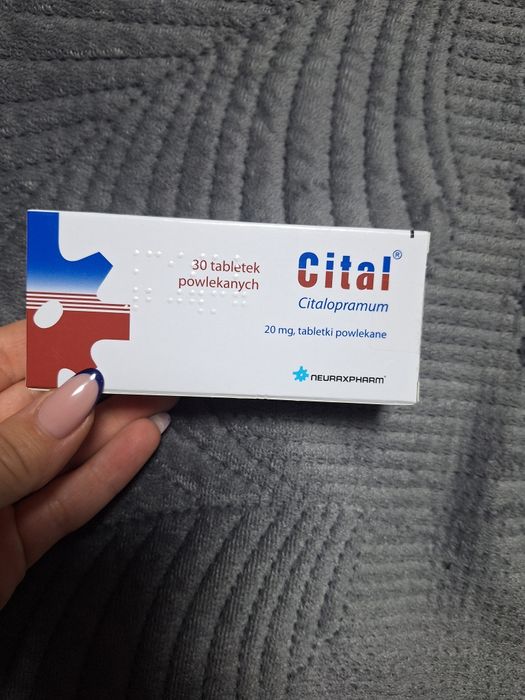 30 tabletek
powlekanych
Cital®
Citalopramum
20 mg, tabletki powlekane
NEURAXPHARM®